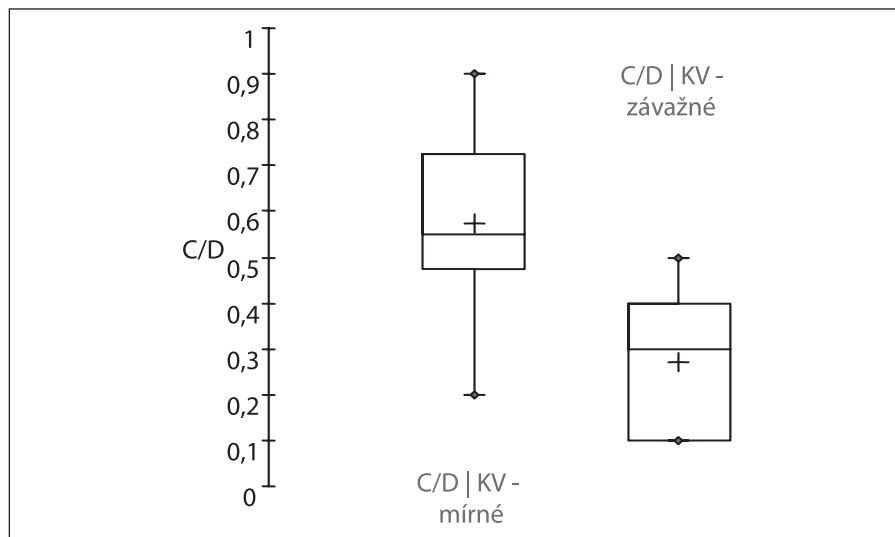 1
0,9
0,8
0,7
0,6
0,5
0,4
0,3
0,2
0,1
0
C/D
C/D | KV -
závažné
C/D | KV -
mírné